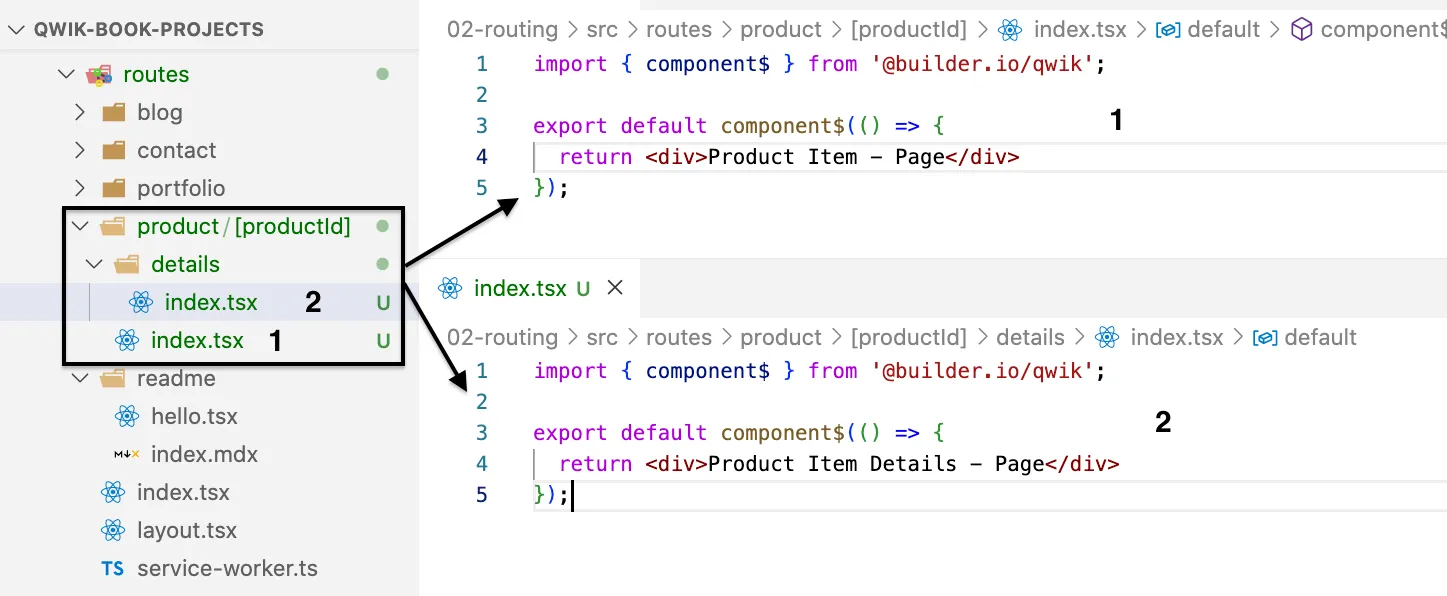 QWIK-BOOK-PROJECTS
routes
blog
contact
portfolio
product / [productId]
details
index.tsx 2 U
index.tsx 1 U
readme
hello.tsx
index.mdx
index.tsx
layout.tsx
TS service-worker.ts
02-routing > src > routes > product > [productId] > index.tsx > default > component$
1 import { component$ } from '@builder.io/qwik';
2
3 export default component$(() => {
4 return <div>Product Item - Page</div>
5 });
1
index.tsx U
02-routing > src > routes > product > [productId] > details > index.tsx > default
1 import { component$ } from '@builder.io/qwik';
2
3 export default component$(() => {
4 return <div>Product Item Details - Page</div>
5 });
2